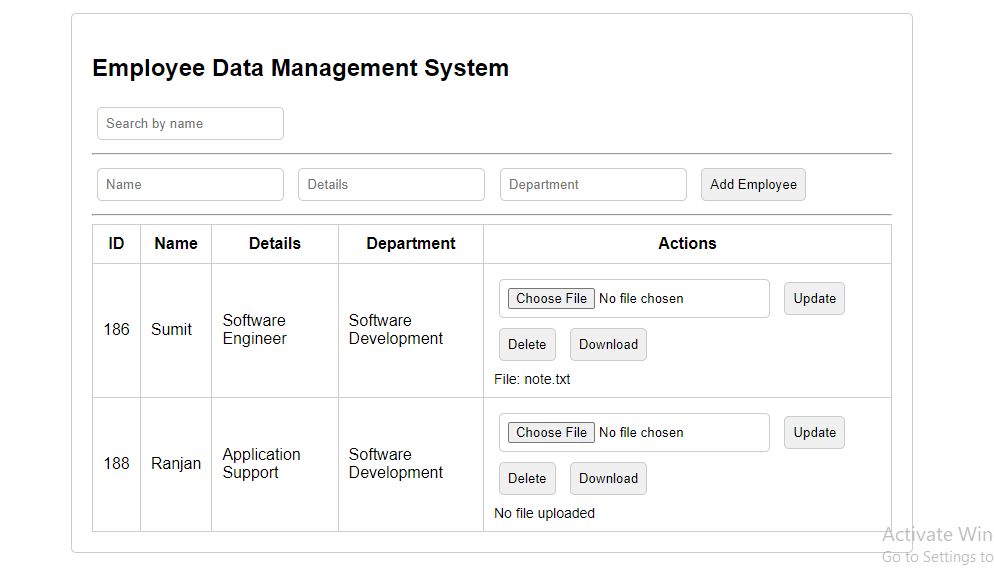 Employee Data Management System
Search by name
Name Details Department Add Employee
ID Name Details Department Actions
186 Sumit Software Engineer Software Development Choose File No file chosen Update
Delete Download
File: note.txt
188 Ranjan Application Support Software Development Choose File No file chosen Update
Delete Download
No file uploaded
Activate Win
Go to Settings to